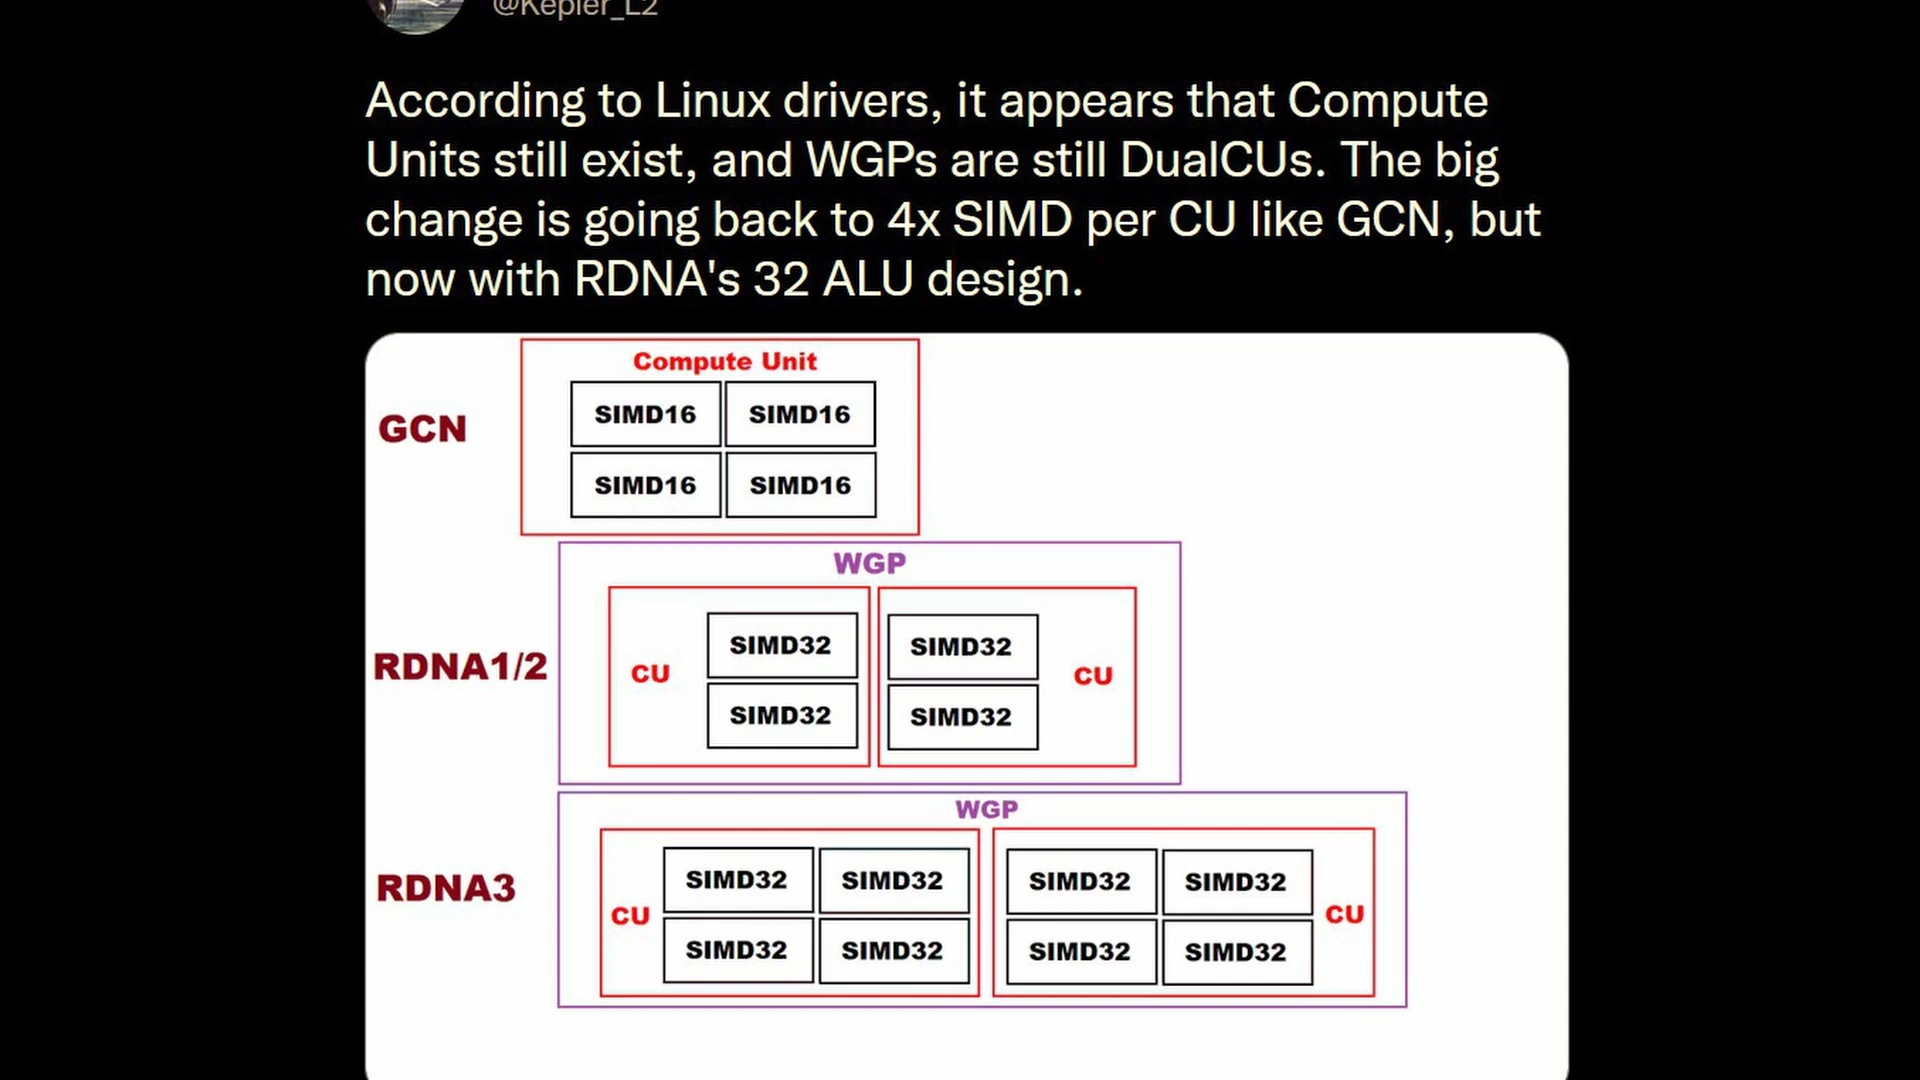 @Kepler_L2
According to Linux drivers, it appears that Compute
Units still exist, and WGPs are still DualCUs. The big
change is going back to 4x SIMD per CU like GCN, but
now with RDNA's 32 ALU design.
Compute Unit
GCN
SIMD16 SIMD16
SIMD16 SIMD16
WGP
RDNA1/2
CU
SIMD32 SIMD32
SIMD32 SIMD32
CU
WGP
RDNA3
CU
SIMD32 SIMD32 SIMD32 SIMD32
SIMD32 SIMD32 SIMD32 SIMD32
CU